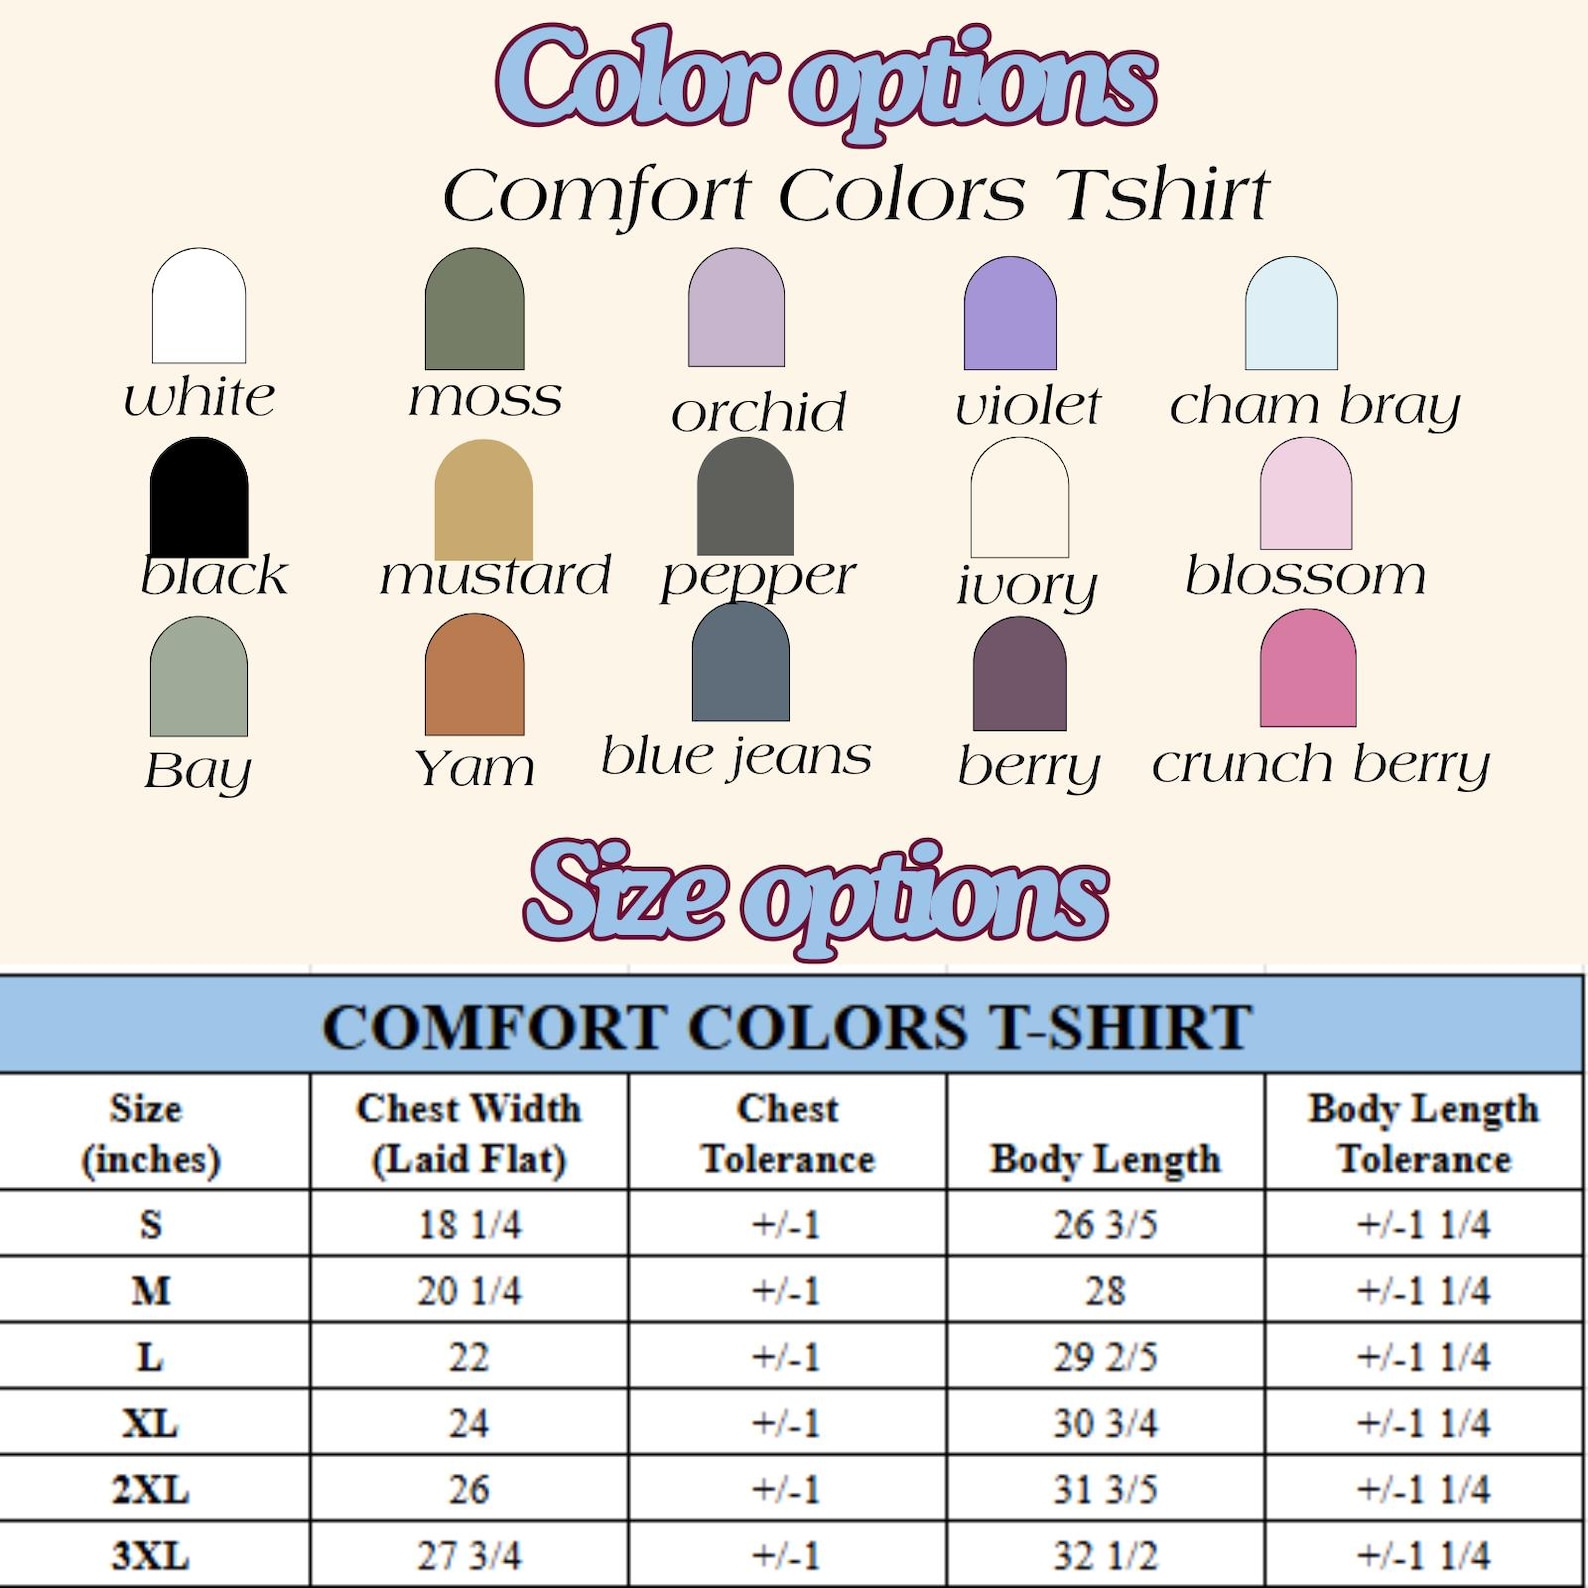 Color options
Comfort Colors Tshirt
white moss orchid violet cham bray
black mustard pepper ivory blossom
Bay Yam blue jeans berry crunch berry
Size options
COMFORT COLORS T-SHIRT
Size (inches) Chest Width (Laid Flat) Chest Tolerance Body Length Body Length Tolerance
S 18 1/4 +/-1 26 3/5 +/-1 1/4
M 20 1/4 +/-1 28 +/-1 1/4
L 22 +/-1 29 2/5 +/-1 1/4
XL 24 +/-1 30 3/4 +/-1 1/4
2XL 26 +/-1 31 3/5 +/-1 1/4
3XL 27 3/4 +/-1 32 1/2 +/-1 1/4